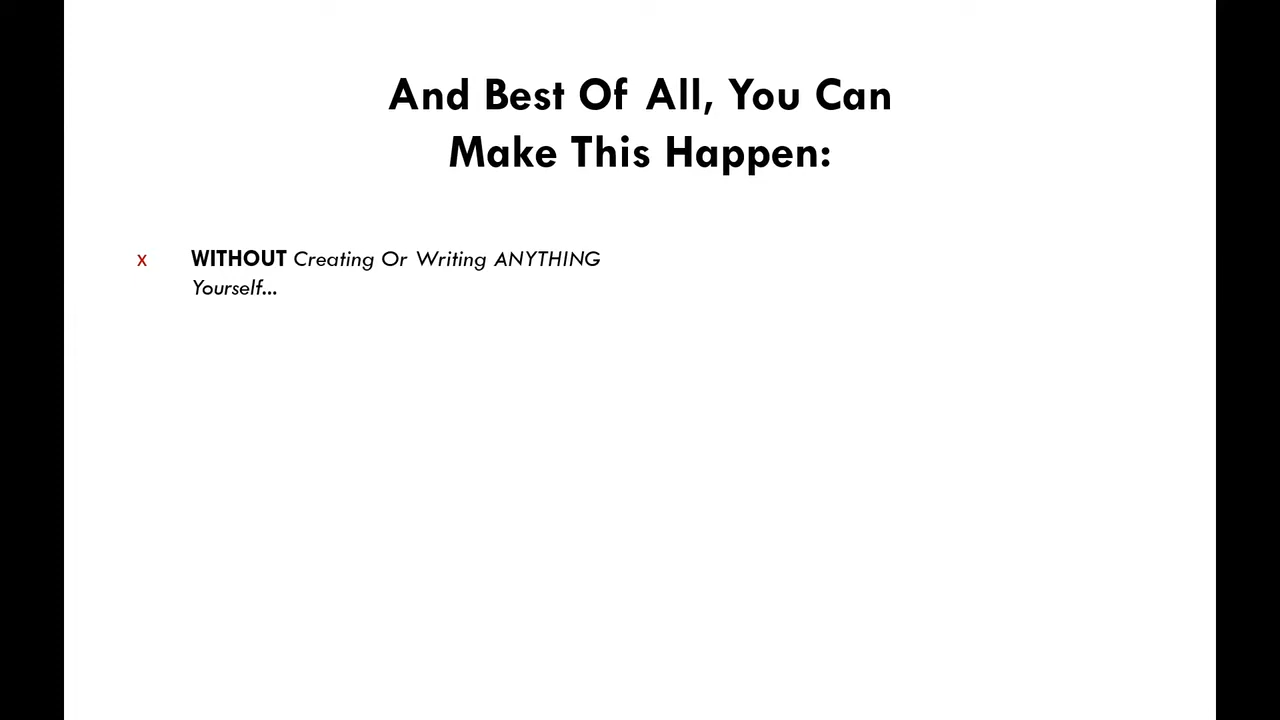 And Best Of All, You Can
Make This Happen:
x WITHOUT Creating Or Writing ANYTHING
Yourself...